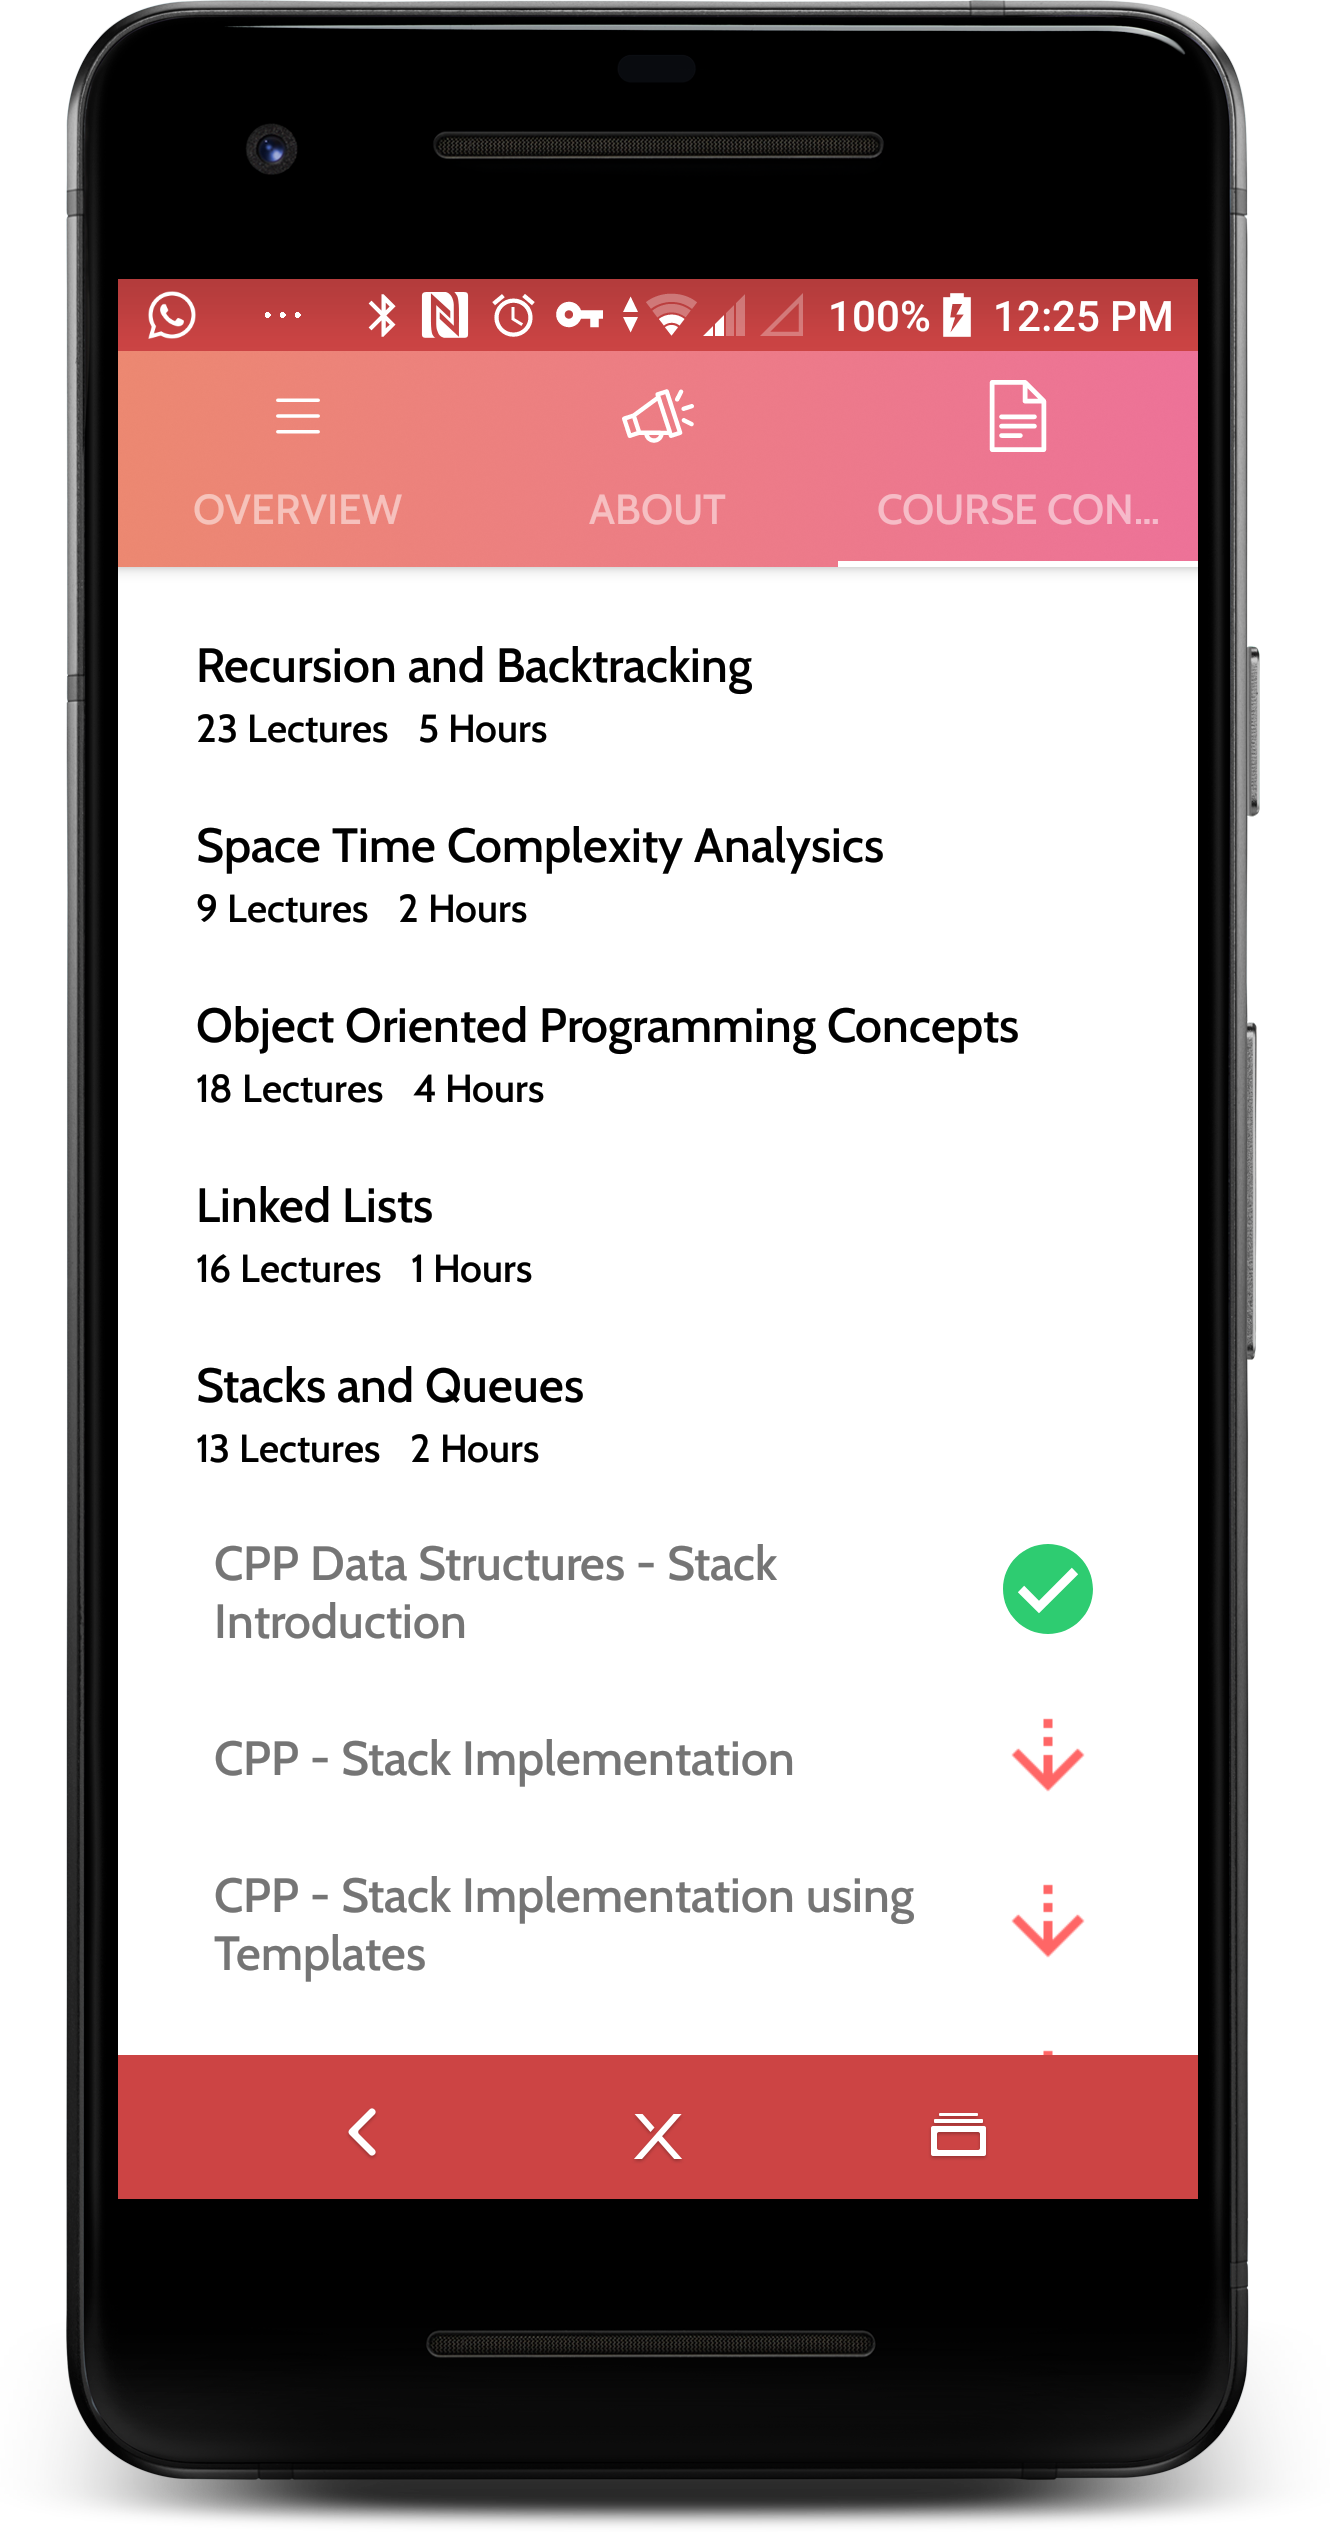 100% 12:25 PM
OVERVIEW ABOUT COURSE CON...
Recursion and Backtracking
23 Lectures 5 Hours
Space Time Complexity Analysics
9 Lectures 2 Hours
Object Oriented Programming Concepts
18 Lectures 4 Hours
Linked Lists
16 Lectures 1 Hours
Stacks and Queues
13 Lectures 2 Hours
CPP Data Structures - Stack
Introduction
CPP - Stack Implementation
CPP - Stack Implementation using
Templates